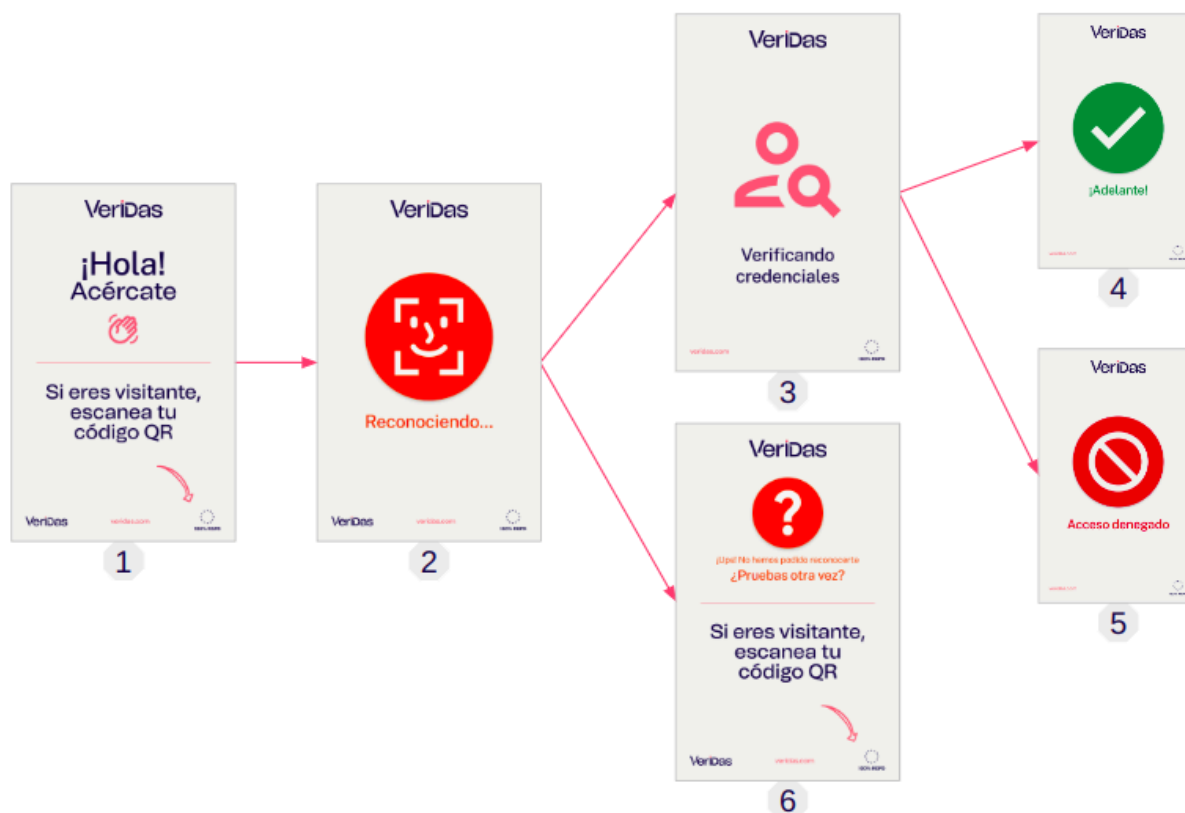 VeriDas
¡Hola!
Acércate
Si eres visitante,
escanea tu
código QR
VeriDas veridas.com
1
VeriDas
Reconociendo...
VeriDas veridas.com
2
VeriDas
Verificando
credenciales
veridas.com
3
VeriDas
¡Adelante!
4
VeriDas
Acceso denegado
5
VeriDas
¡Ups! No hemos podido reconocerte
¿Pruebas otra vez?
Si eres visitante,
escanea tu
código QR
VeriDas veridas.com
6